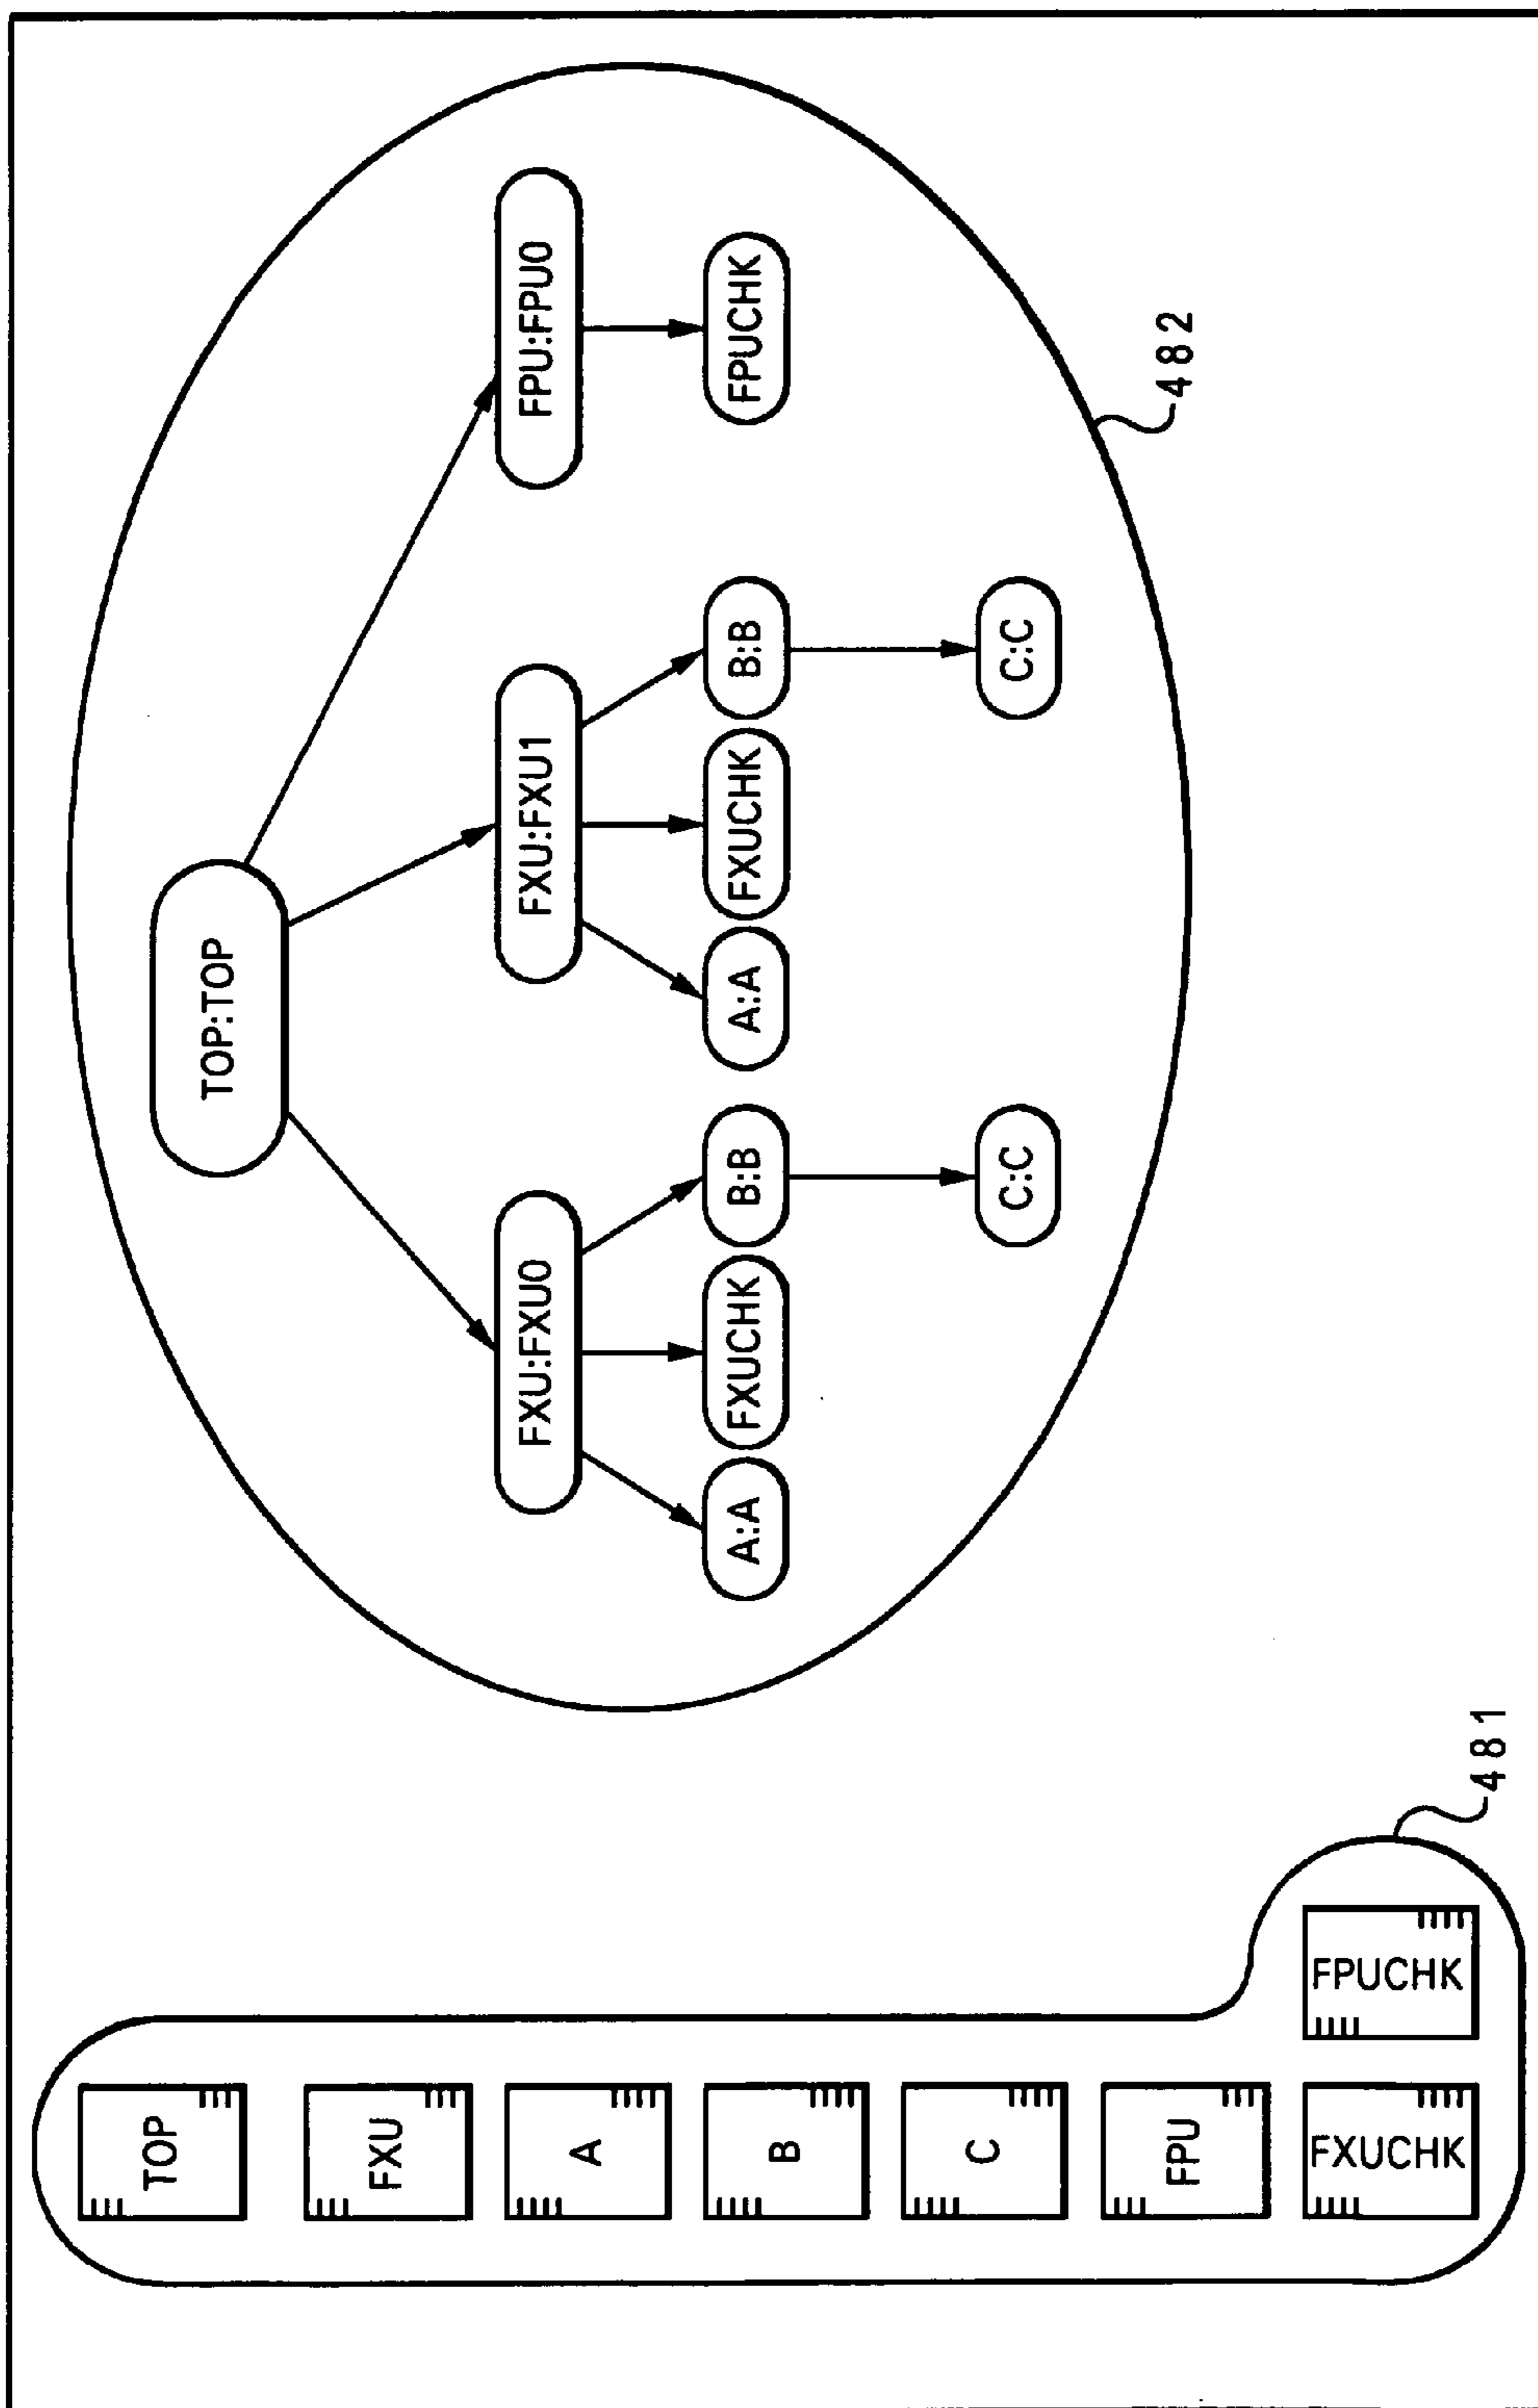 TOP
FXU
A
B
C
FPU
FXUCHK
FPUCHK
481
TOP:TOP
FXU:FXU0
FXU:FXU1
FPU:FPU0
A:A
FXUCHK
B:B
A:A
FXUCHK
B:B
FPUCHK
C:C
C:C
482